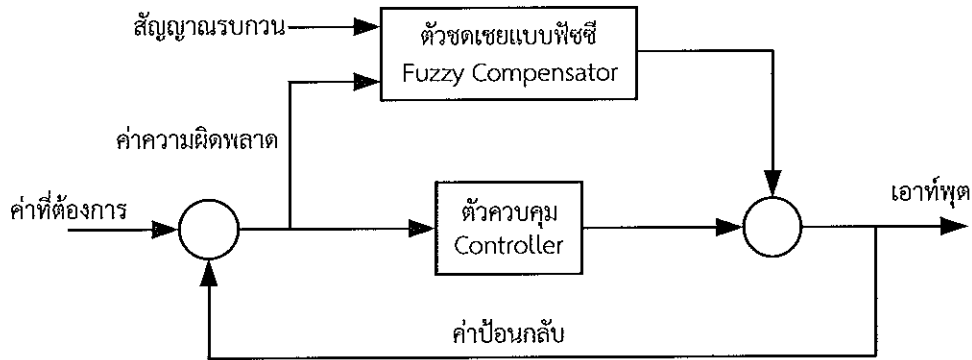 สัญญาณรบกวน
ตัวชดเชยแบบฟัซซี
Fuzzy Compensator
ค่าความผิดพลาด
ค่าที่ต้องการ
ตัวควบคุม
Controller
เอาท์พุต
ค่าป้อนกลับ